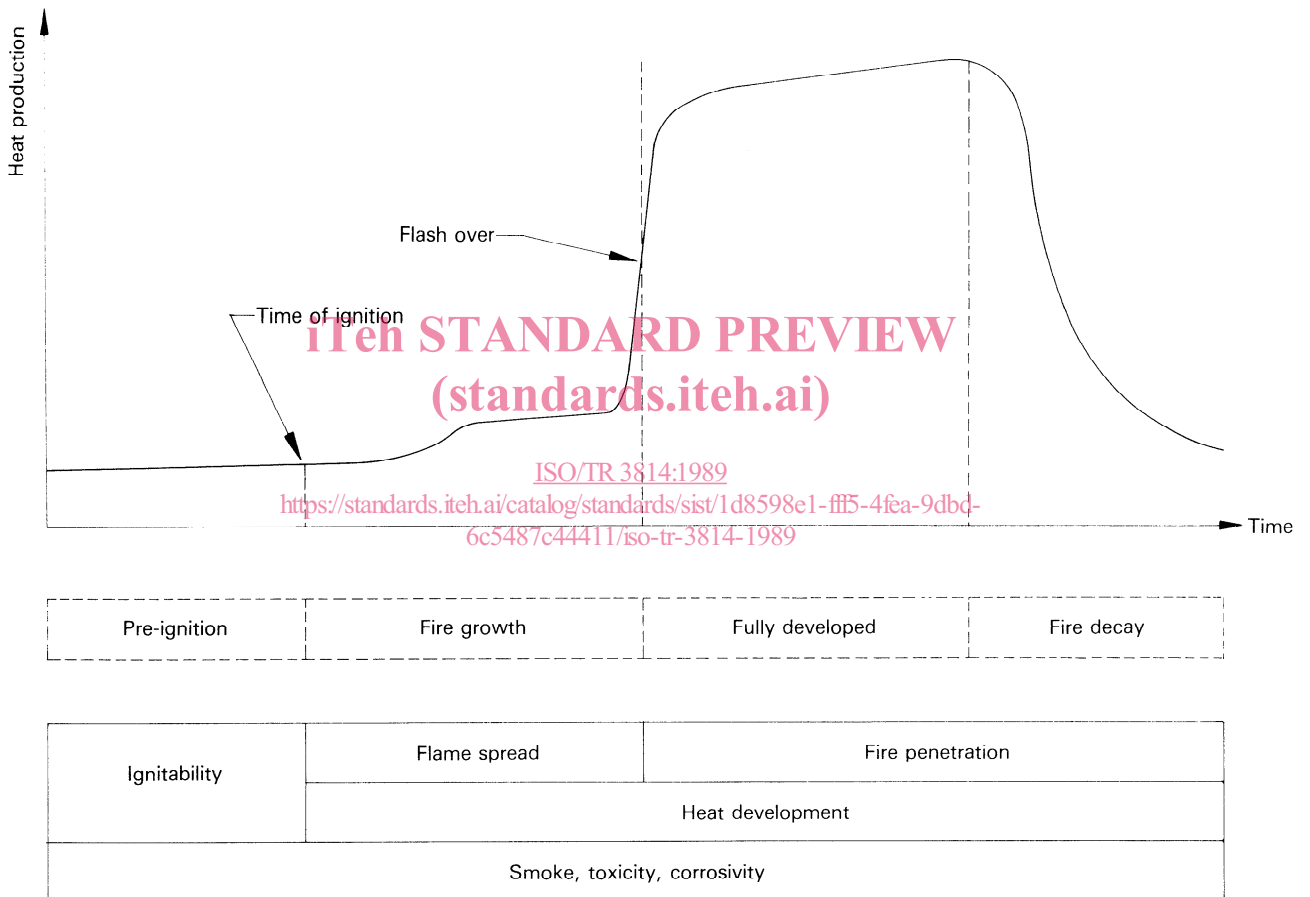 Heat production
Flash over
Time of ignition
iTeh STANDARD PREVIEW
(standards.iteh.ai)
ISO/TR 3814:1989
https://standards.iteh.ai/catalog/standards/sist/1d8598e1-fff5-4fea-9dbd-
6c5487c44411/iso-tr-3814-1989
Time
Pre-ignition Fire growth Fully developed Fire decay
Ignitability Flame spread Fire penetration
Heat development
Smoke, toxicity, corrosivity